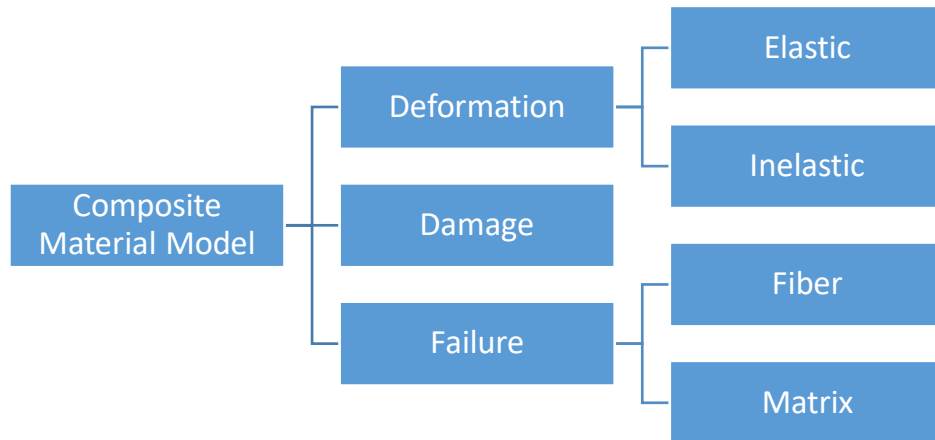 Elastic
Deformation
Inelastic
Composite
Material Model
Damage
Fiber
Failure
Matrix